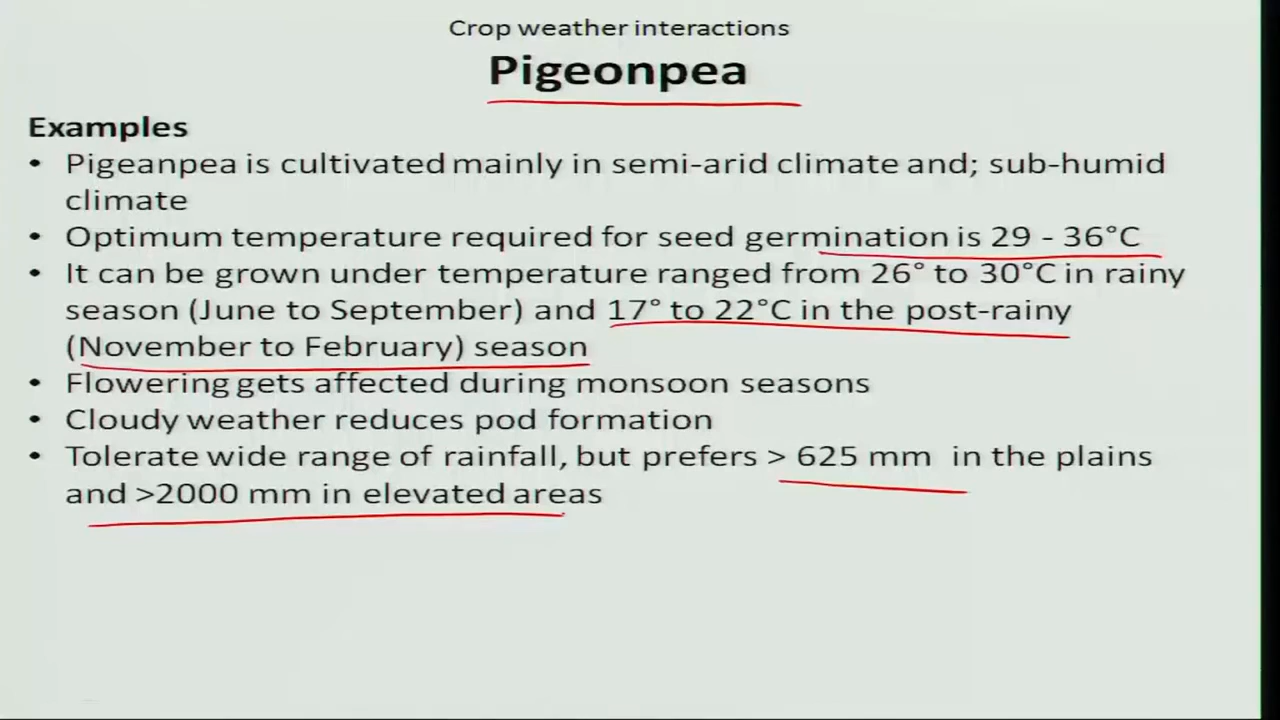 Crop weather interactions
Pigeonpea
Examples
• Pigeanpea is cultivated mainly in semi-arid climate and; sub-humid
climate
• Optimum temperature required for seed germination is 29 - 36°C
• It can be grown under temperature ranged from 26° to 30°C in rainy
season (June to September) and 17° to 22°C in the post-rainy
(November to February) season
• Flowering gets affected during monsoon seasons
• Cloudy weather reduces pod formation
• Tolerate wide range of rainfall, but prefers > 625 mm in the plains
and >2000 mm in elevated areas